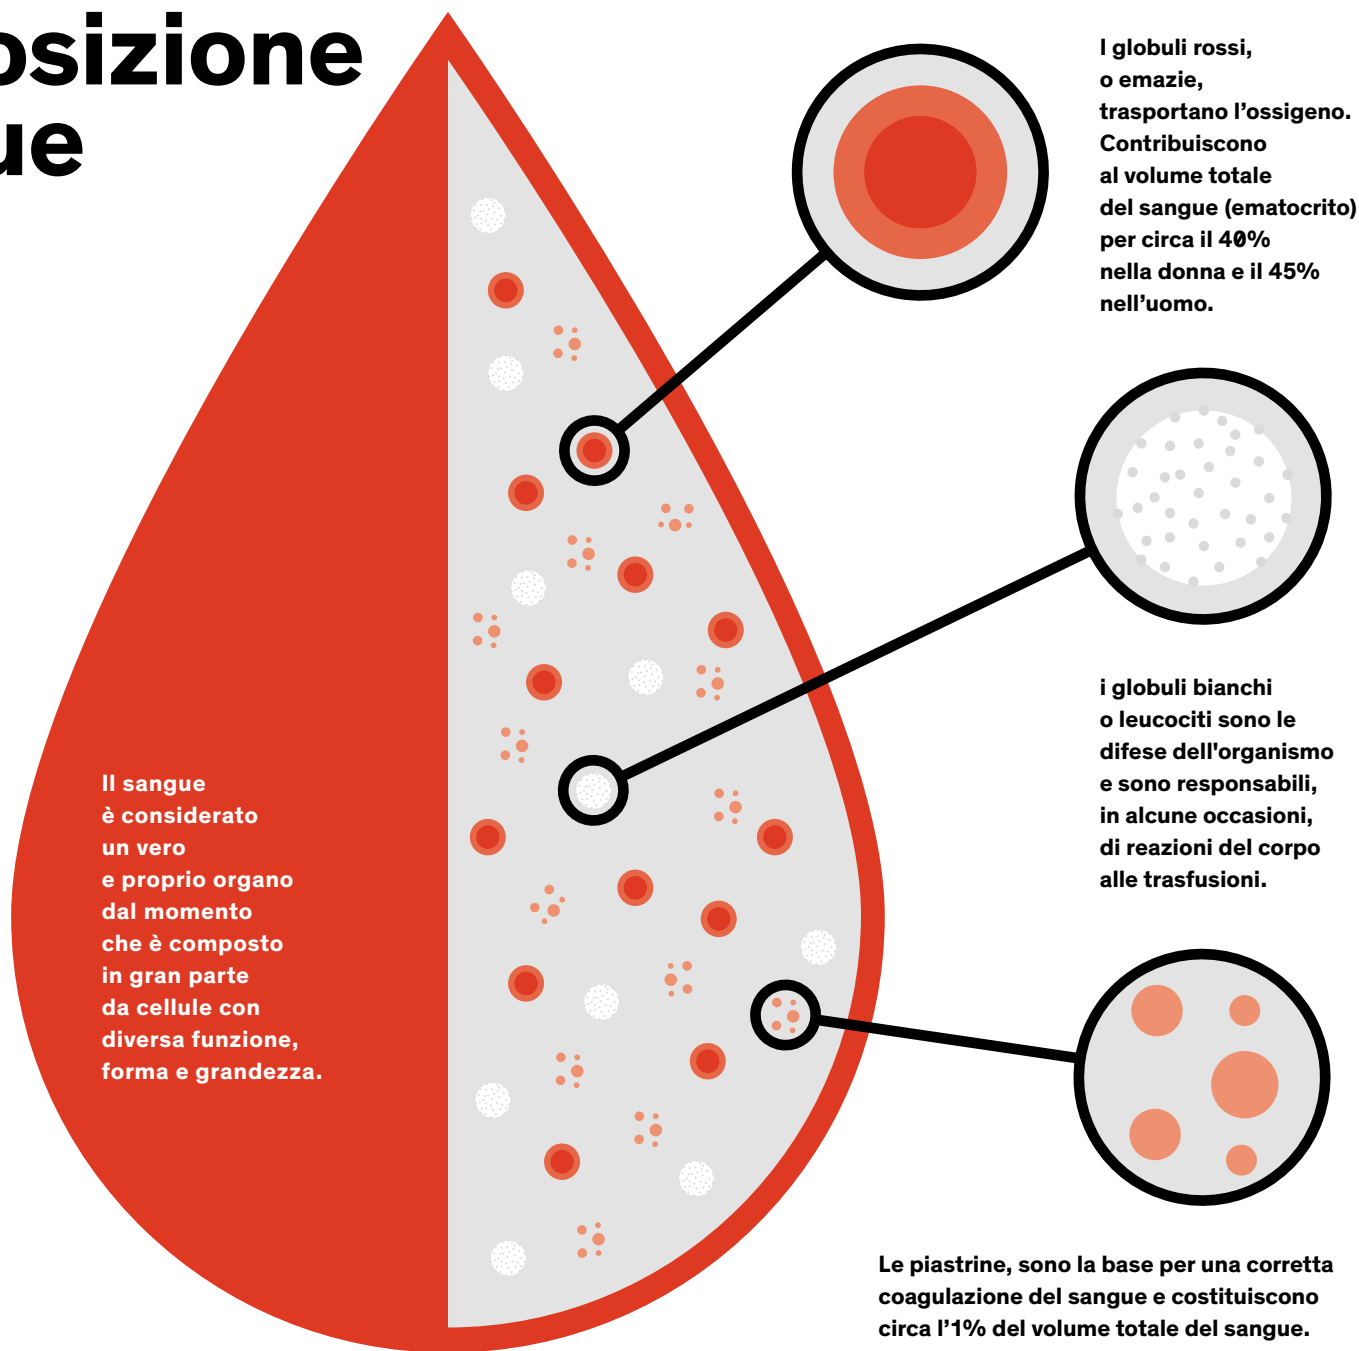 osizione
ue
I globuli rossi,
o emazie,
trasportano l’ossigeno.
Contribuiscono
al volume totale
del sangue (ematocrito)
per circa il 40%
nella donna e il 45%
nell’uomo.
i globuli bianchi
o leucociti sono le
difese dell'organismo
e sono responsabili,
in alcune occasioni,
di reazioni del corpo
alle trasfusioni.
Il sangue
è considerato
un vero
e proprio organo
dal momento
che è composto
in gran parte
da cellule con
diversa funzione,
forma e grandezza.
Le piastrine, sono la base per una corretta
coagulazione del sangue e costituiscono
circa l’1% del volume totale del sangue.